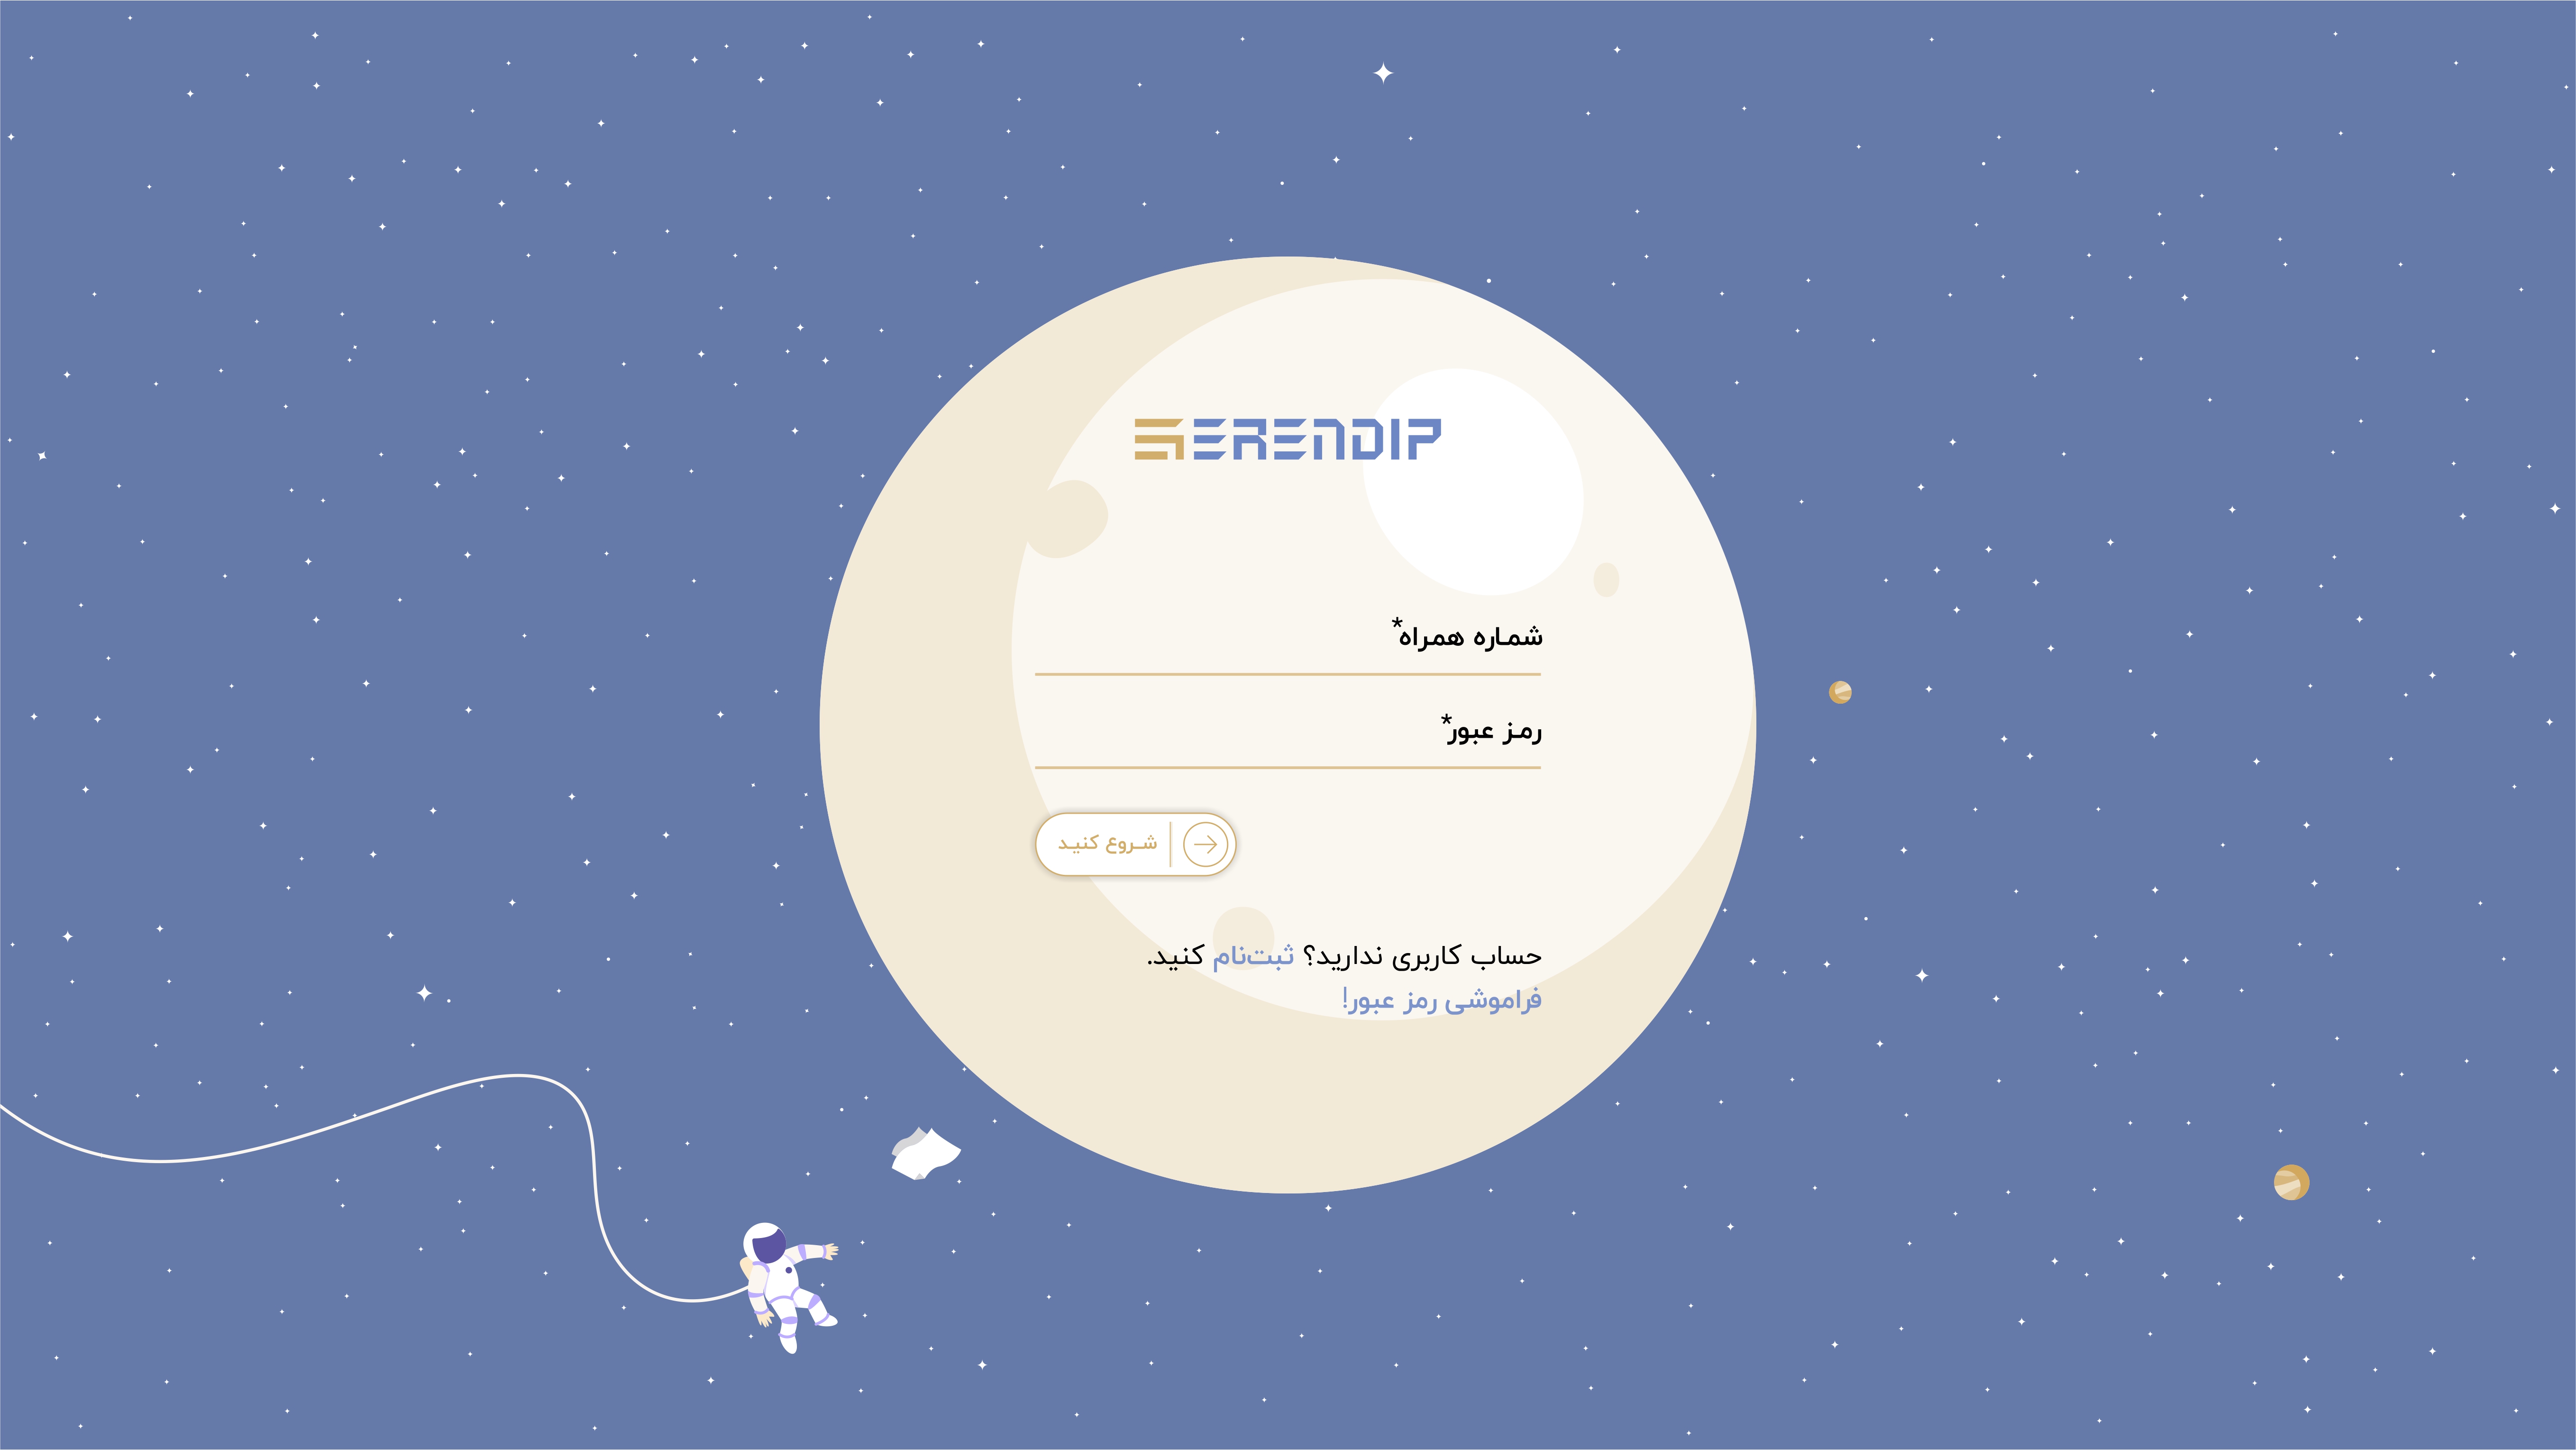 SERENDIP
شماره همراه*
رمز عبور*
شروع کنید
حساب کاربری ندارید؟ ثبت‌نام کنید.
فراموشی رمز عبور!